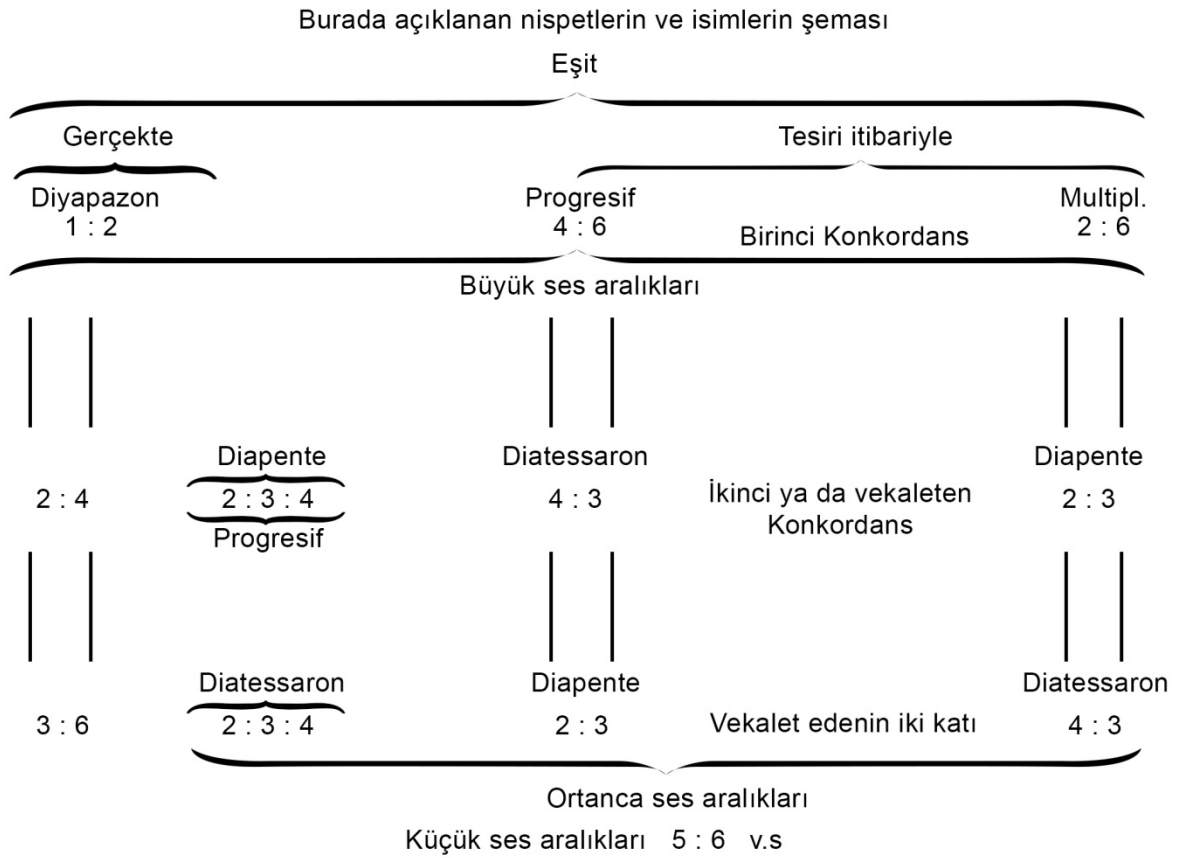 Burada açıklanan nispetlerin ve isimlerin şeması
Eşit
Gerçekte Tesiri itibariyle
Diyapazon Progresif Multipl.
1 : 2 4 : 6 Birinci Konkordans 2 : 6
Büyük ses aralıkları
Diapente Diatessaron Diapente
2 : 4 2 : 3 : 4 4 : 3 İkinci ya da vekaleten 2 : 3
Progresif Konkordans
Diatessaron Diapente Diatessaron
3 : 6 2 : 3 : 4 2 : 3 Vekalet edenin iki katı 4 : 3
Ortanca ses aralıkları
Küçük ses aralıkları 5 : 6 v.s